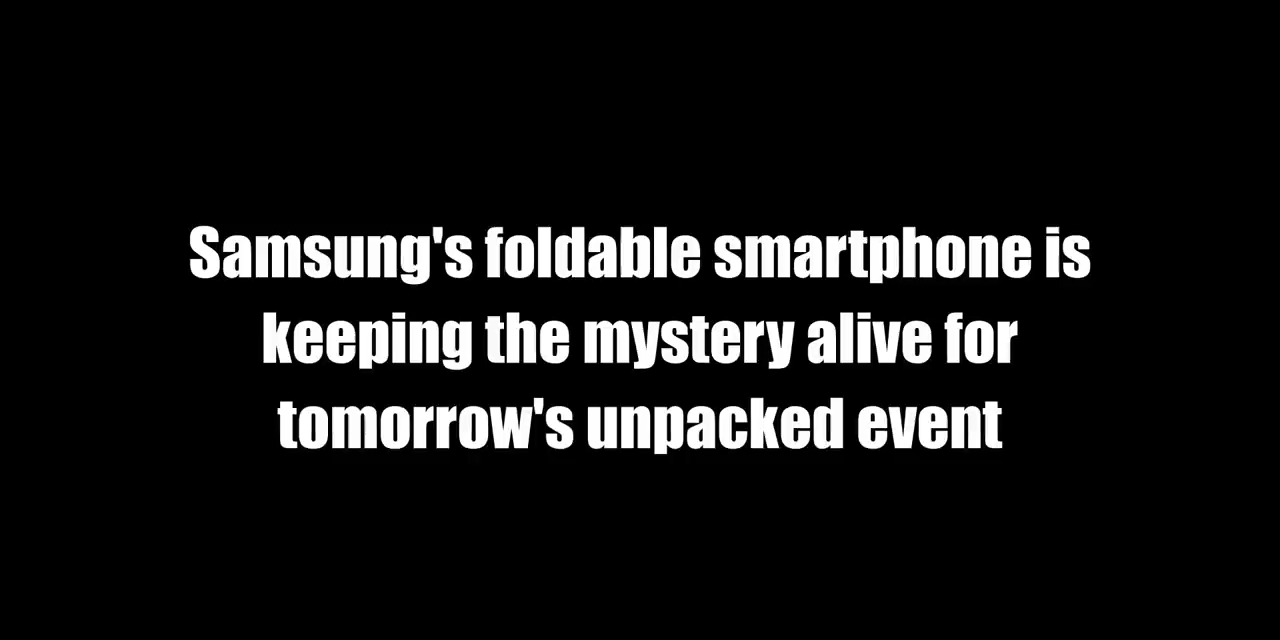 Samsung's foldable smartphone is
keeping the mystery alive for
tomorrow's unpacked event